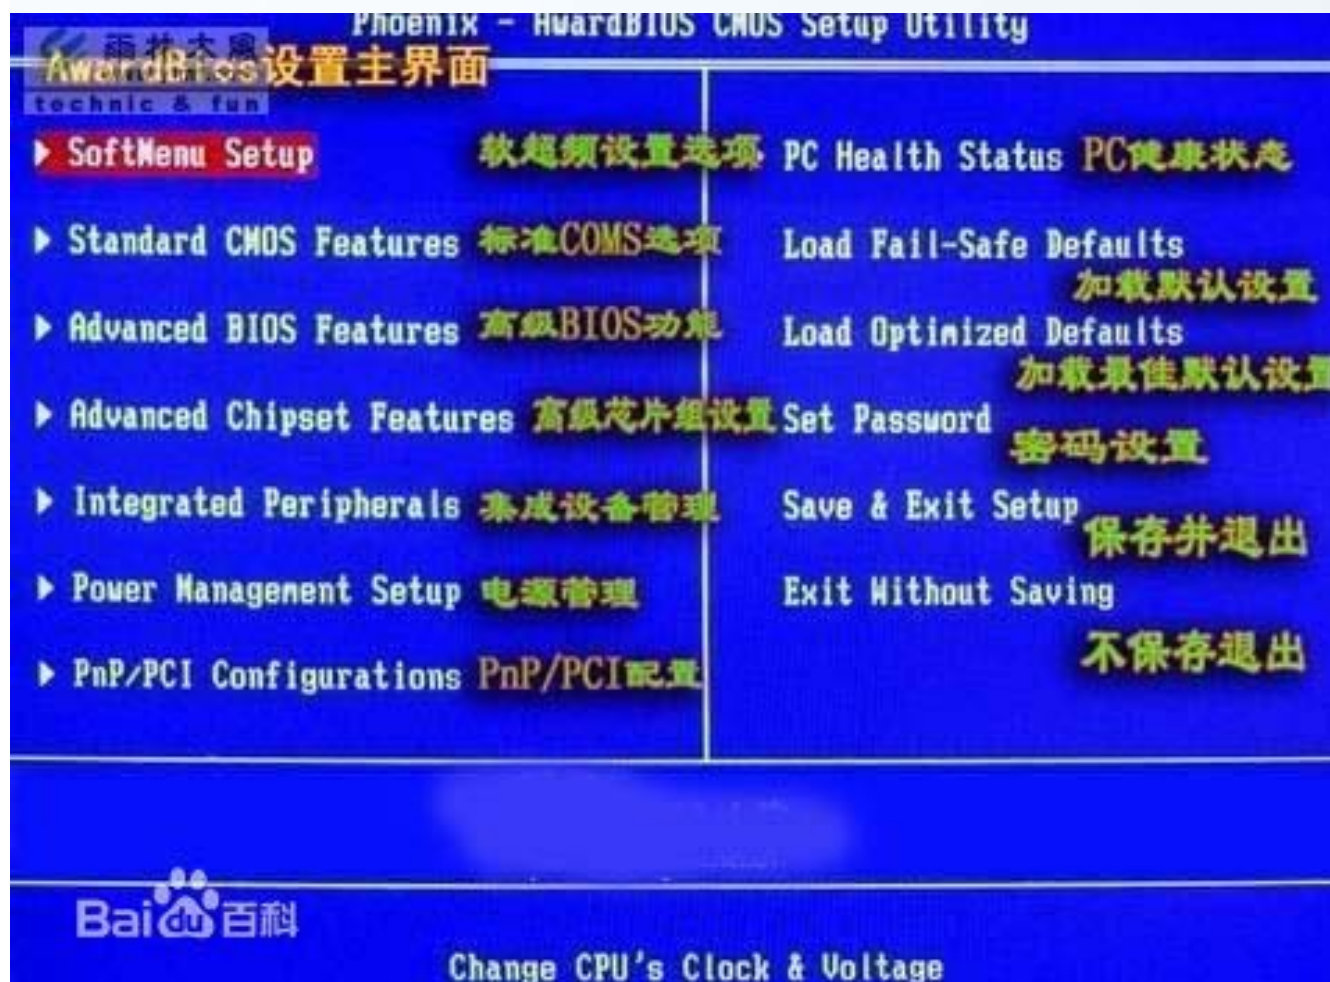 Phoenix - AwardBIOS CMOS Setup Utility
雨林木風
AwardBios设置主界面
technic & fun
SoftMenu Setup 软超频设置选项
Standard CMOS Features 标准COMS选项
Advanced BIOS Features 高级BIOS功能
Advanced Chipset Features 高级芯片组设置
Integrated Peripherals 集成设备管理
Power Management Setup 电源管理
PnP/PCI Configurations PnP/PCI配置
PC Health Status PC健康状态
Load Fail-Safe Defaults
加载默认设置
Load Optimized Defaults
加载最佳默认设置
Set Password
密码设置
Save & Exit Setup
保存并退出
Exit Without Saving
不保存退出
Baidu百科
Change CPU's Clock & Voltage